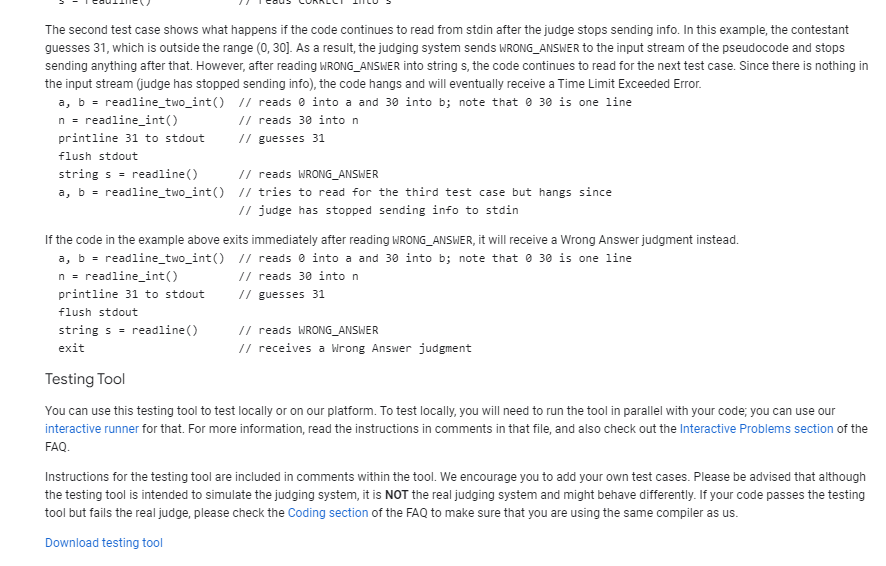 s = readline() // reads CORRECT into s
The second test case shows what happens if the code continues to read from stdin after the judge stops sending info. In this example, the contestant
guesses 31, which is outside the range (0, 30]. As a result, the judging system sends WRONG_ANSWER to the input stream of the pseudocode and stops
sending anything after that. However, after reading WRONG_ANSWER into string s, the code continues to read for the next test case. Since there is nothing in
the input stream (judge has stopped sending info), the code hangs and will eventually receive a Time Limit Exceeded Error.
a, b = readline_two_int() // reads 0 into a and 30 into b; note that 0 30 is one line
n = readline_int() // reads 30 into n
printline 31 to stdout // guesses 31
flush stdout
string s = readline() // reads WRONG_ANSWER
a, b = readline_two_int() // tries to read for the third test case but hangs since
// judge has stopped sending info to stdin
If the code in the example above exits immediately after reading WRONG_ANSWER, it will receive a Wrong Answer judgment instead.
a, b = readline_two_int() // reads 0 into a and 30 into b; note that 0 30 is one line
n = readline_int() // reads 30 into n
printline 31 to stdout // guesses 31
flush stdout
string s = readline() // reads WRONG_ANSWER
exit // receives a Wrong Answer judgment
Testing Tool
You can use this testing tool to test locally or on our platform. To test locally, you will need to run the tool in parallel with your code; you can use our
interactive runner for that. For more information, read the instructions in comments in that file, and also check out the Interactive Problems section of the
FAQ.
Instructions for the testing tool are included in comments within the tool. We encourage you to add your own test cases. Please be advised that although
the testing tool is intended to simulate the judging system, it is NOT the real judging system and might behave differently. If your code passes the testing
tool but fails the real judge, please check the Coding section of the FAQ to make sure that you are using the same compiler as us.
Download testing tool